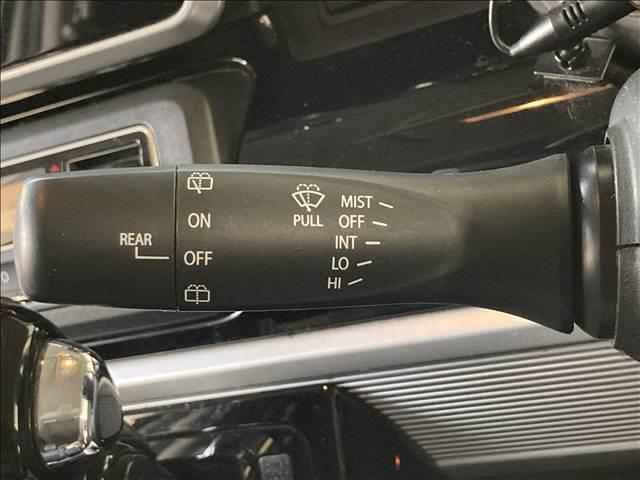 REAR
ON
OFF
PULL
MIST
OFF
INT
LO
HI